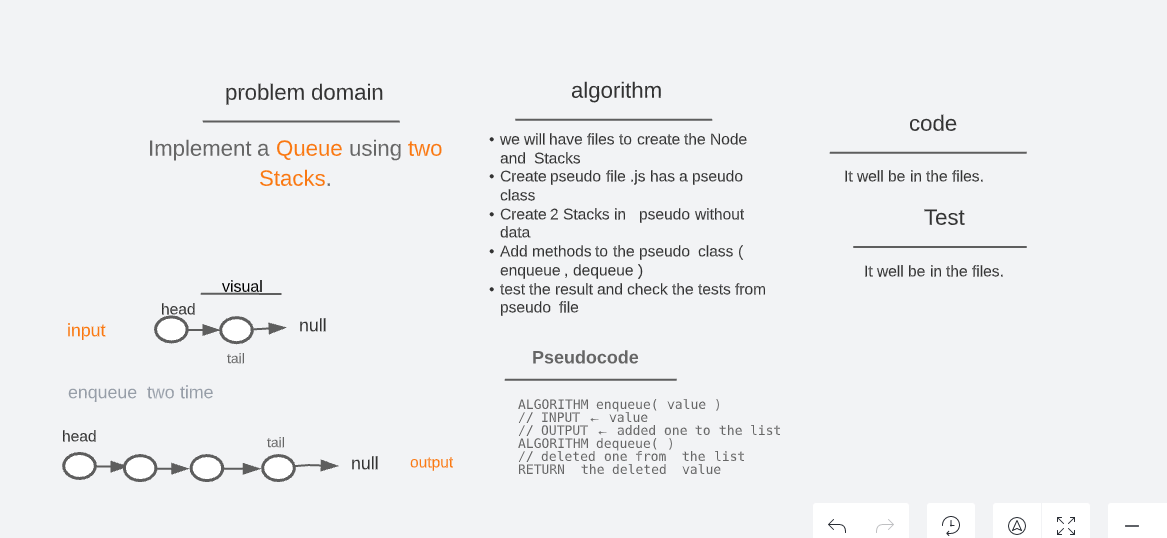 problem domain
Implement a Queue using two
Stacks.
visual
head
input
null
tail
enqueue two time
head
tail
null
output
algorithm
• we will have files to create the Node
and Stacks
• Create pseudo file .js has a pseudo
class
• Create 2 Stacks in pseudo without
data
• Add methods to the pseudo class (
enqueue , dequeue )
• test the result and check the tests from
pseudo file
Pseudocode
ALGORITHM enqueue( value )
// INPUT ← value
// OUTPUT ← added one to the list
ALGORITHM dequeue( )
// deleted one from the list
RETURN the deleted value
code
It well be in the files.
Test
It well be in the files.